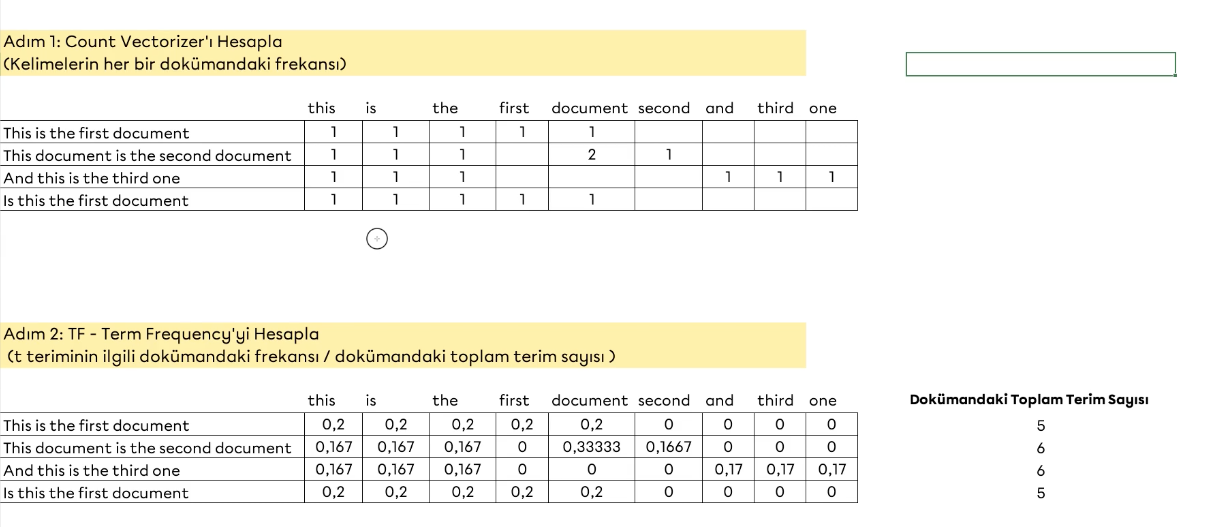 Adım 1: Count Vectorizer'ı Hesapla
(Kelimelerin her bir dokümandaki frekansı)
this is the first document second and third one
This is the first document 1 1 1 1 1
This document is the second document 1 1 1 2 1
And this is the third one 1 1 1 1 1 1
Is this the first document 1 1 1 1 1
Adım 2: TF - Term Frequency'yi Hesapla
(t teriminin ilgili dokümandaki frekansı / dokümandaki toplam terim sayısı )
this is the first document second and third one Dokümandaki Toplam Terim Sayısı
This is the first document 0,2 0,2 0,2 0,2 0,2 0 0 0 0 5
This document is the second document 0,167 0,167 0,167 0 0,33333 0,1667 0 0 0 6
And this is the third one 0,167 0,167 0,167 0 0 0 0,17 0,17 0,17 6
Is this the first document 0,2 0,2 0,2 0,2 0,2 0 0 0 0 5